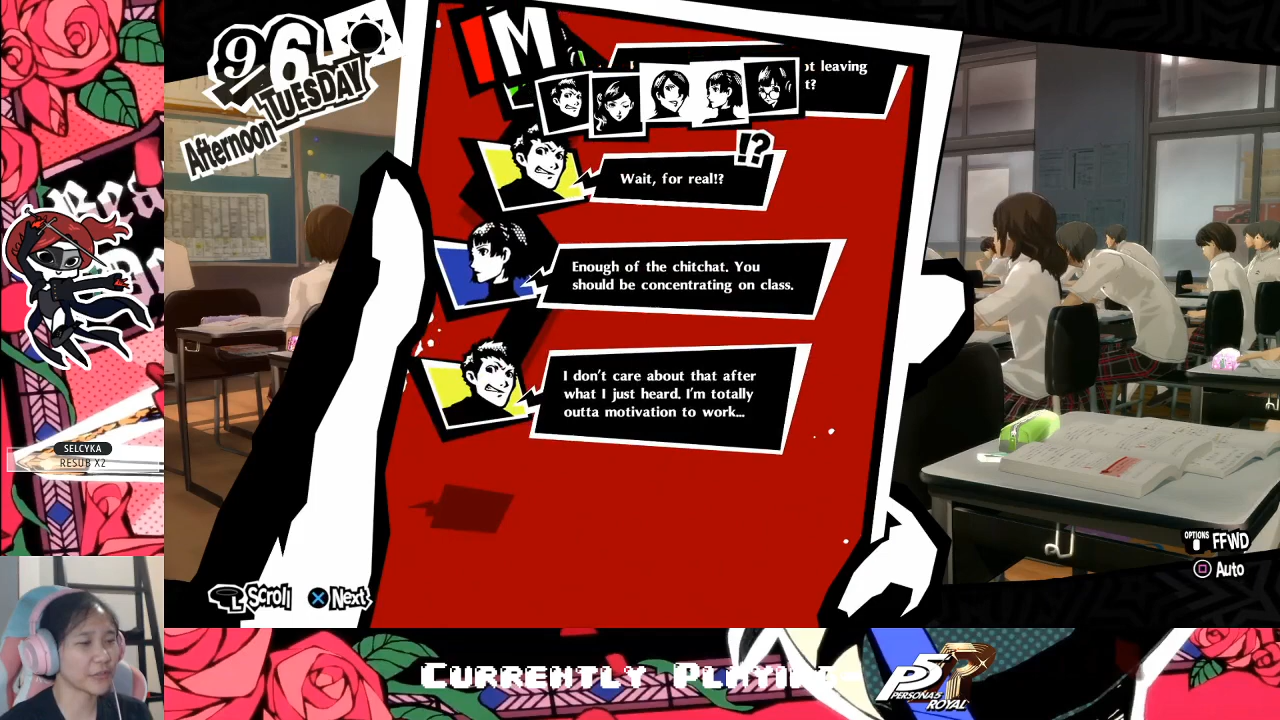 9/6
TUESDAY
Afternoon
IM
ot leaving
t?
!?
Wait, for real!?
Enough of the chitchat. You
should be concentrating on class.
I don't care about that after
what I just heard. I'm totally
outta motivation to work...
SELCYKA
RESUB X2
OPTIONS
FFWD
Auto
L Scroll
Next
Currently Playing-
P5R
PERSONA5
ROYAL